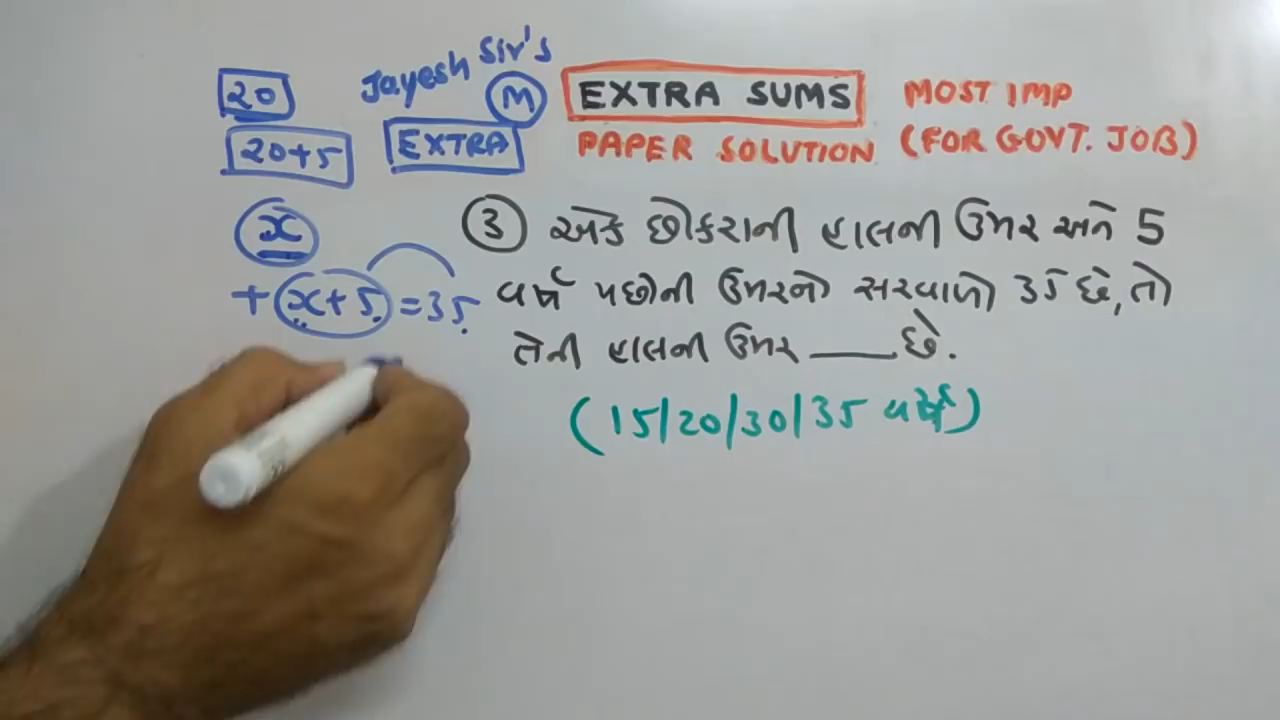 20
20+5
Jayesh Sir's
M
EXTRA
EXTRA SUMS
PAPER SOLUTION
MOST IMP
(FOR GOVT. JOB)
x
+ x+5 = 35
3 એક છોકરાની હાલની ઉંમર અને 5
વર્ષ પછીની ઉંમરનો સરવાળો 35 છે, તો
તેની હાલની ઉંમર ____ છે.
(15/20/30/35 વર્ષ)